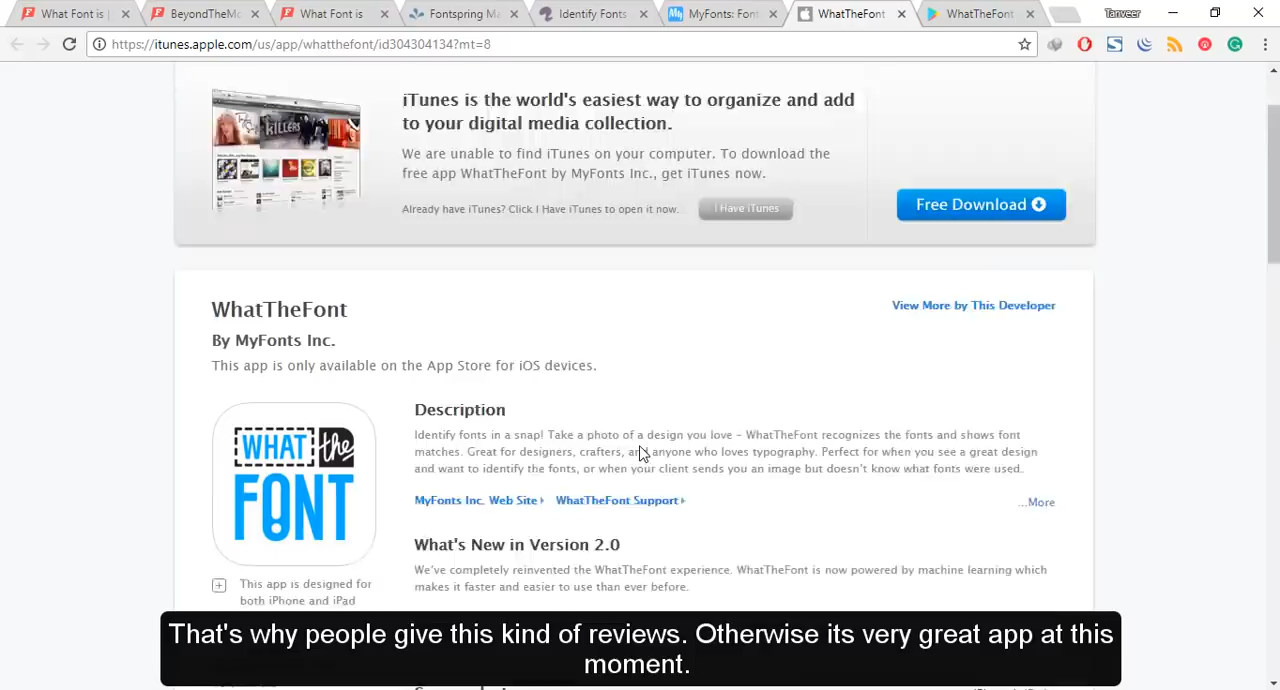 What Font is
BeyondTheMo
What Font is
Fontspring Ma
Identify Fonts
MyFonts: Font
WhatTheFont
WhatTheFont
Tanveer
https://itunes.apple.com/us/app/whatthefont/id304304134?mt=8
iTunes is the world's easiest way to organize and add
to your digital media collection.
We are unable to find iTunes on your computer. To download the
free app WhatTheFont by MyFonts Inc., get iTunes now.
Already have iTunes? Click I Have iTunes to open it now.
I Have iTunes
Free Download
WhatTheFont
View More by This Developer
By MyFonts Inc.
This app is only available on the App Store for iOS devices.
WHAT the
FONT
Description
Identify fonts in a snap! Take a photo of a design you love – WhatTheFont recognizes the fonts and shows font
matches. Great for designers, crafters, and anyone who loves typography. Perfect for when you see a great design
and want to identify the fonts, or when your client sends you an image but doesn't know what fonts were used.
MyFonts Inc. Web Site
WhatTheFont Support
...More
What's New in Version 2.0
We've completely reinvented the WhatTheFont experience. WhatTheFont is now powered by machine learning which
makes it faster and easier to use than ever before.
This app is designed for
both iPhone and iPad
That's why people give this kind of reviews. Otherwise its very great app at this
moment.